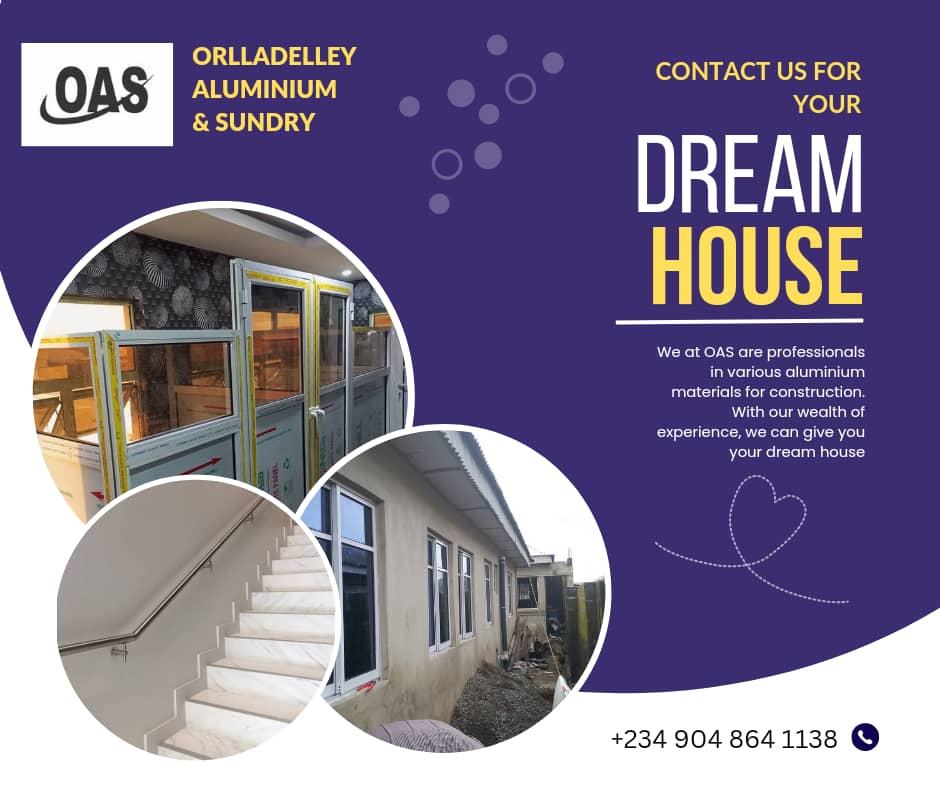 OAS
ORLLADELLEY
ALUMINIUM
& SUNDRY
CONTACT US FOR
YOUR
DREAM
HOUSE
We at OAS are professionals
in various aluminium
materials for construction.
With our wealth of
experience, we can give you
your dream house
+234 904 864 1138